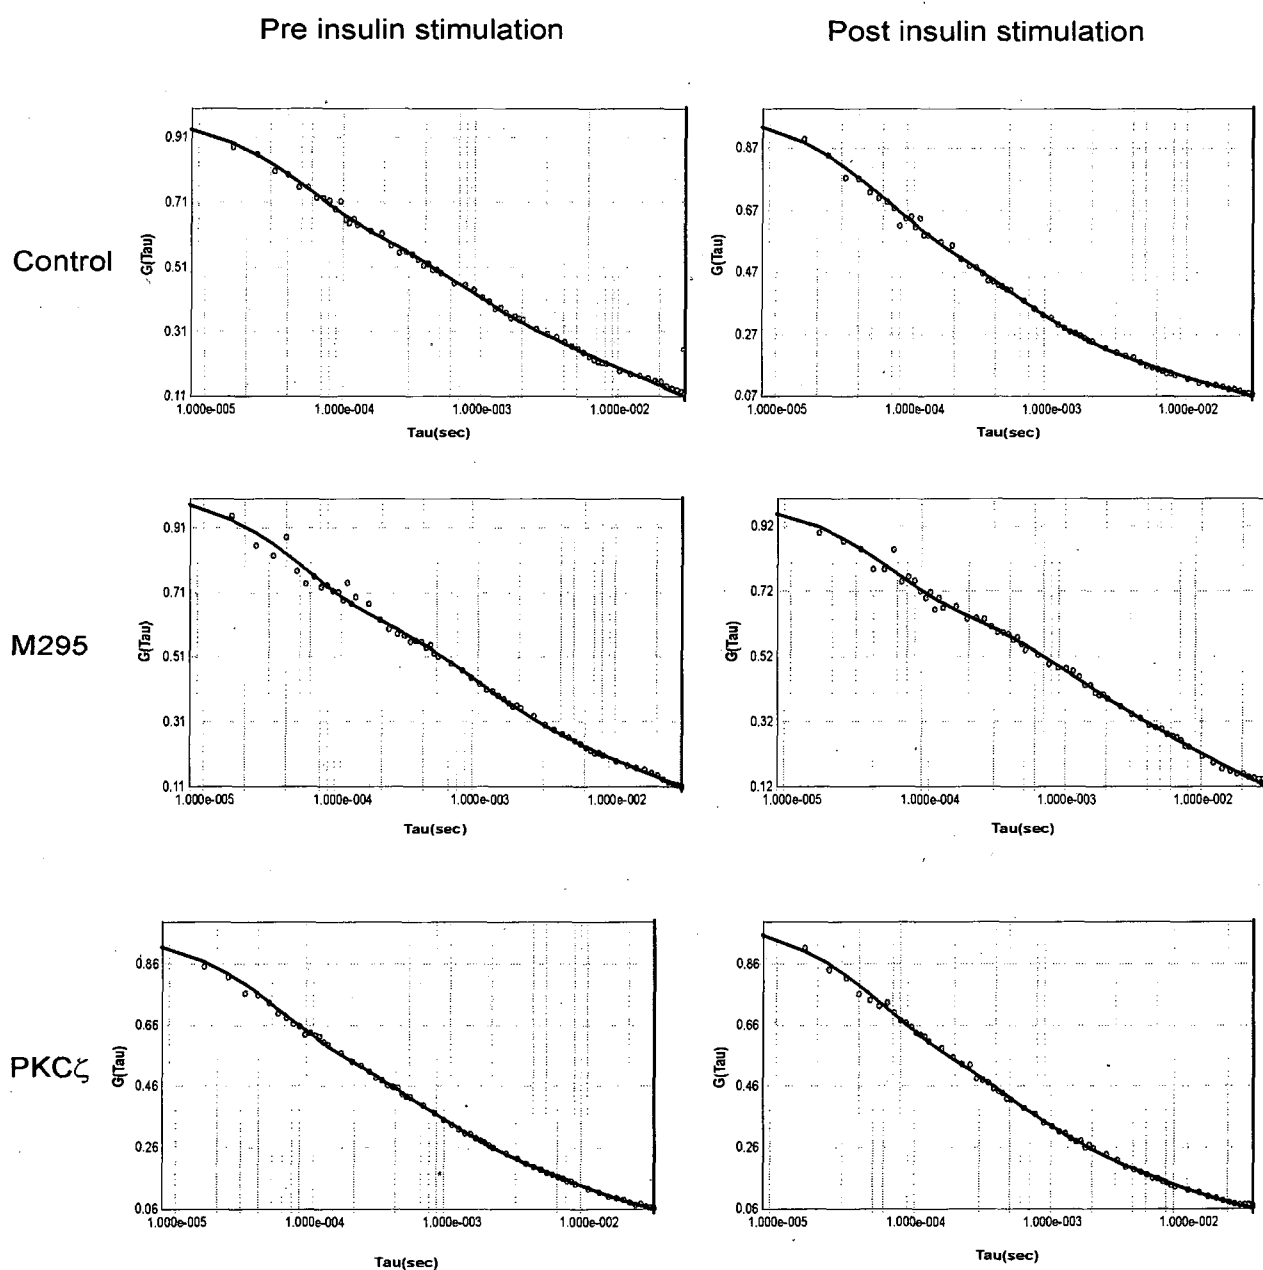 Pre insulin stimulation
Post insulin stimulation
Control
G(Tau)
0.91
0.71
0.51
0.31
0.11
1.000e-005 1.000e-004 1.000e-003 1.000e-002
Tau(sec)
G(Tau)
0.87
0.67
0.47
0.27
0.07
1.000e-005 1.000e-004 1.000e-003 1.000e-002
Tau(sec)
M295
G(Tau)
0.91
0.71
0.51
0.31
0.11
1.000e-005 1.000e-004 1.000e-003 1.000e-002
Tau(sec)
G(Tau)
0.92
0.72
0.52
0.32
0.12
1.000e-005 1.000e-004 1.000e-003 1.000e-002
Tau(sec)
PKCζ
G(Tau)
0.86
0.66
0.46
0.26
0.06
1.000e-005 1.000e-004 1.000e-003 1.000e-002
Tau(sec)
G(Tau)
0.86
0.66
0.46
0.26
0.06
1.000e-005 1.000e-004 1.000e-003 1.000e-002
Tau(sec)